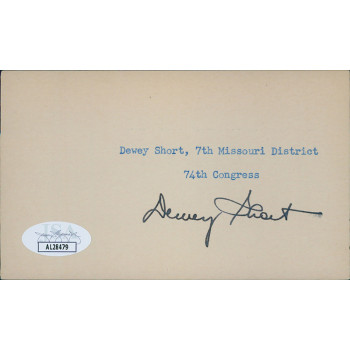 Dewey Short, 7th Missouri District
74th Congress
Dewey Short
AL28479